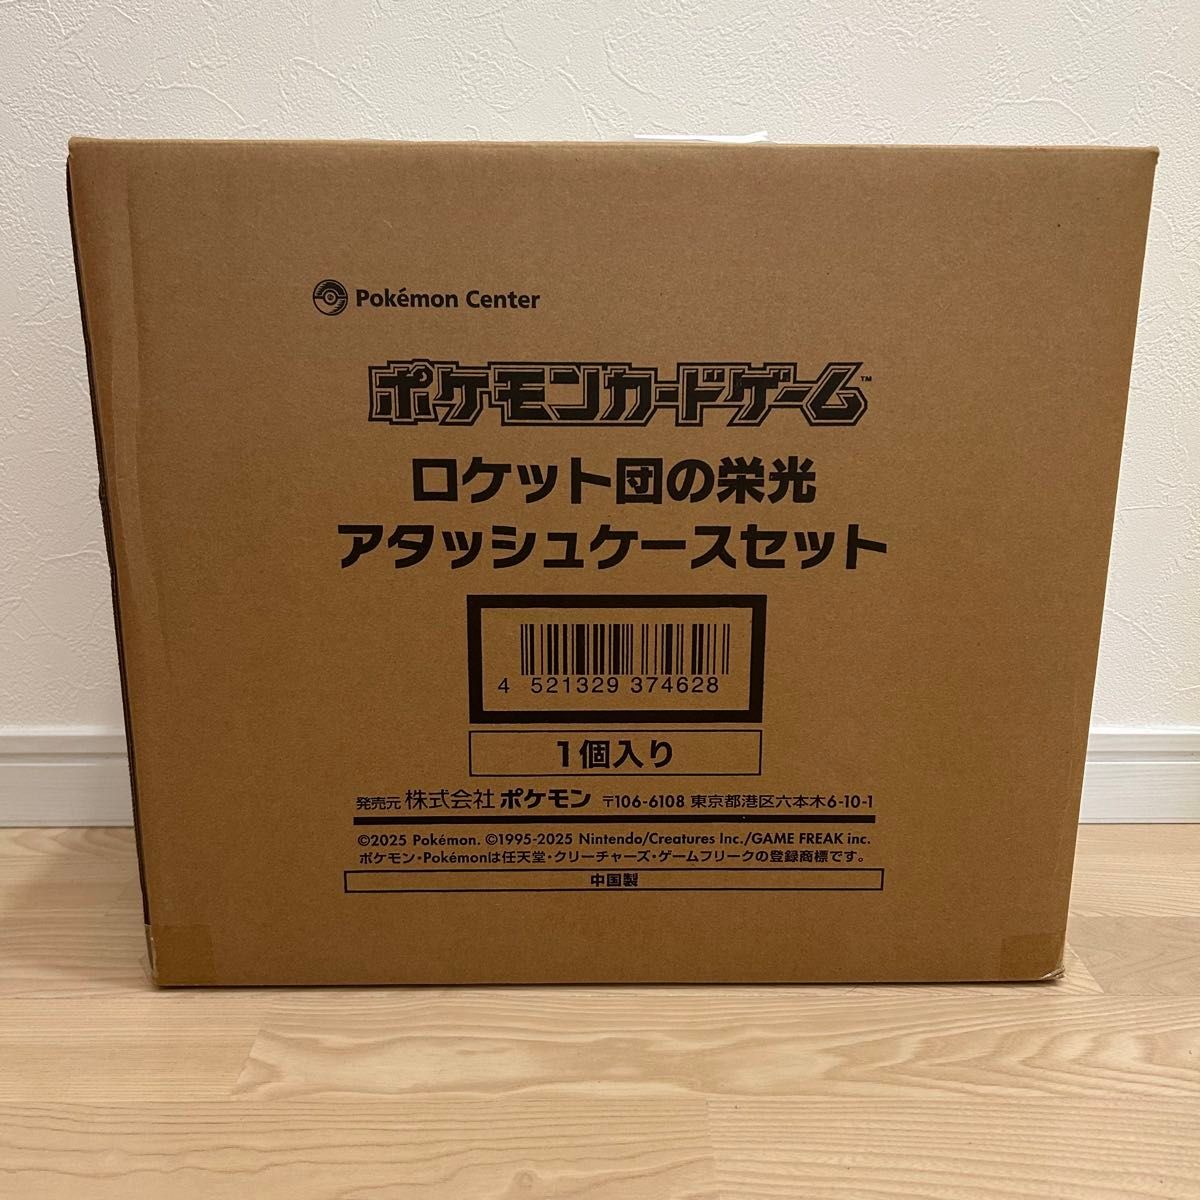 Pokémon Center
ポケモンカードゲーム™
ロケット団の栄光
アタッシュケースセット
4 521329 374628
1個入り
発売元 株式会社 ポケモン 〒106-6108 東京都港区六本木6-10-1
©2025 Pokémon. ©1995-2025 Nintendo/Creatures Inc./GAME FREAK inc.
ポケモン・Pokémonは任天堂・クリーチャーズ・ゲームフリークの登録商標です。
中国製